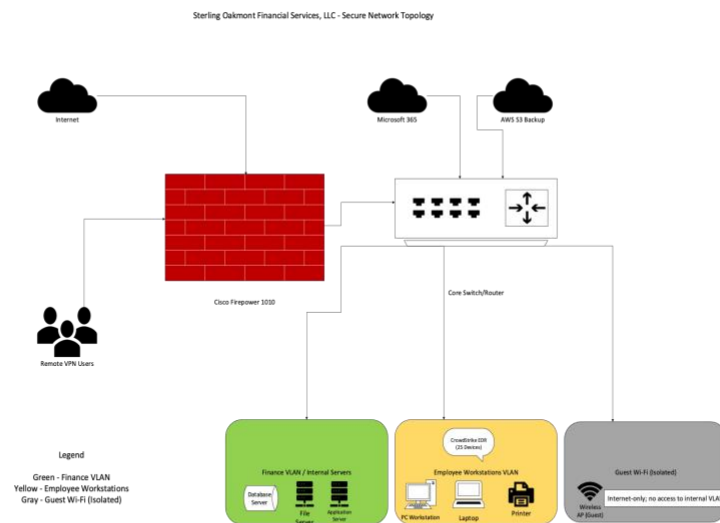 Sterling Oakmont Financial Services, LLC - Secure Network Topology
Internet
Microsoft 365
AWS S3 Backup
Cisco Firepower 1010
Core Switch/Router
Remote VPN Users
Legend
Green - Finance VLAN
Yellow - Employee Workstations
Gray - Guest Wi-Fi (Isolated)
Finance VLAN / Internal Servers
Database
Server
File
Application
Server
CrowdStrike EDR
(25 Devices)
Employee Workstations VLAN
PC Workstation
Laptop
Printer
Guest Wi-Fi (Isolated)
Wireless
AP (Guest)
Internet-only; no access to internal VLA